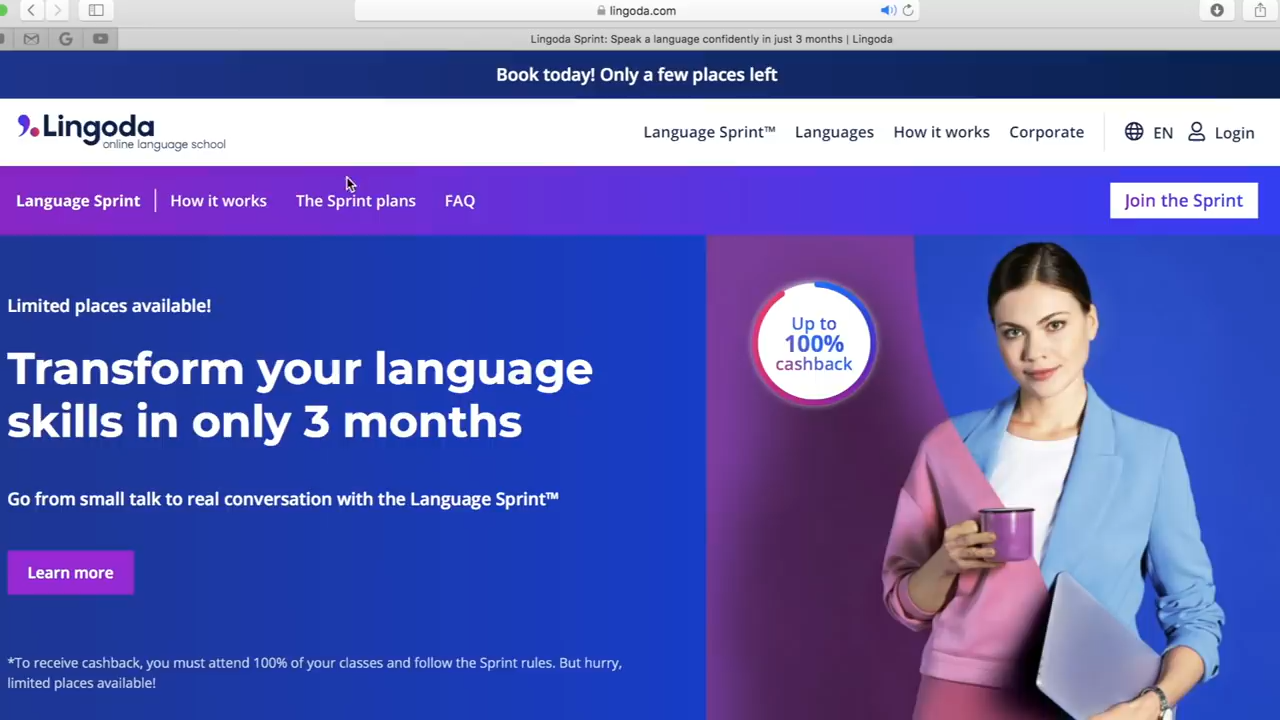 lingoda.com
Lingoda Sprint: Speak a language confidently in just 3 months | Lingoda
Book today! Only a few places left
Lingoda
online language school
Language Sprint™ Languages How it works Corporate EN Login
Language Sprint How it works The Sprint plans FAQ Join the Sprint
Limited places available!
Transform your language
skills in only 3 months
Go from small talk to real conversation with the Language Sprint™
Learn more
*To receive cashback, you must attend 100% of your classes and follow the Sprint rules. But hurry,
limited places available!
Up to
100%
cashback